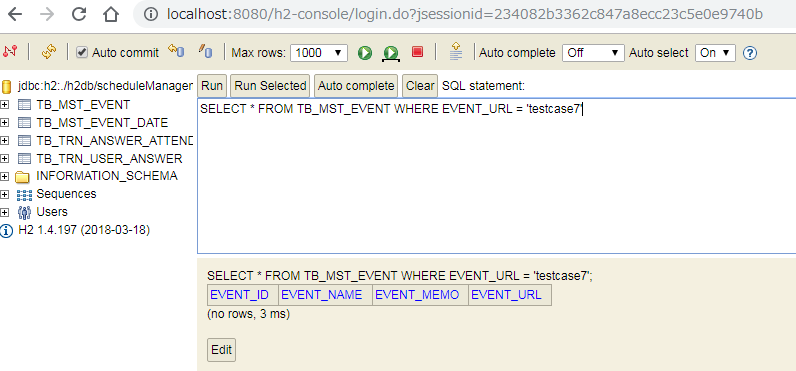 localhost:8080/h2-console/login.do?jsessionid=234082b3362c847a8ecc23c5e0e9740b
Auto commit Max rows: 1000 Auto complete Off Auto select On
jdbc:h2:./h2db/scheduleManager
TB_MST_EVENT
TB_MST_EVENT_DATE
TB_TRN_ANSWER_ATTEND
TB_TRN_USER_ANSWER
INFORMATION_SCHEMA
Sequences
Users
H2 1.4.197 (2018-03-18)
Run Run Selected Auto complete Clear SQL statement:
SELECT * FROM TB_MST_EVENT WHERE EVENT_URL = 'testcase7'
SELECT * FROM TB_MST_EVENT WHERE EVENT_URL = 'testcase7';
EVENT_ID EVENT_NAME EVENT_MEMO EVENT_URL
(no rows, 3 ms)
Edit